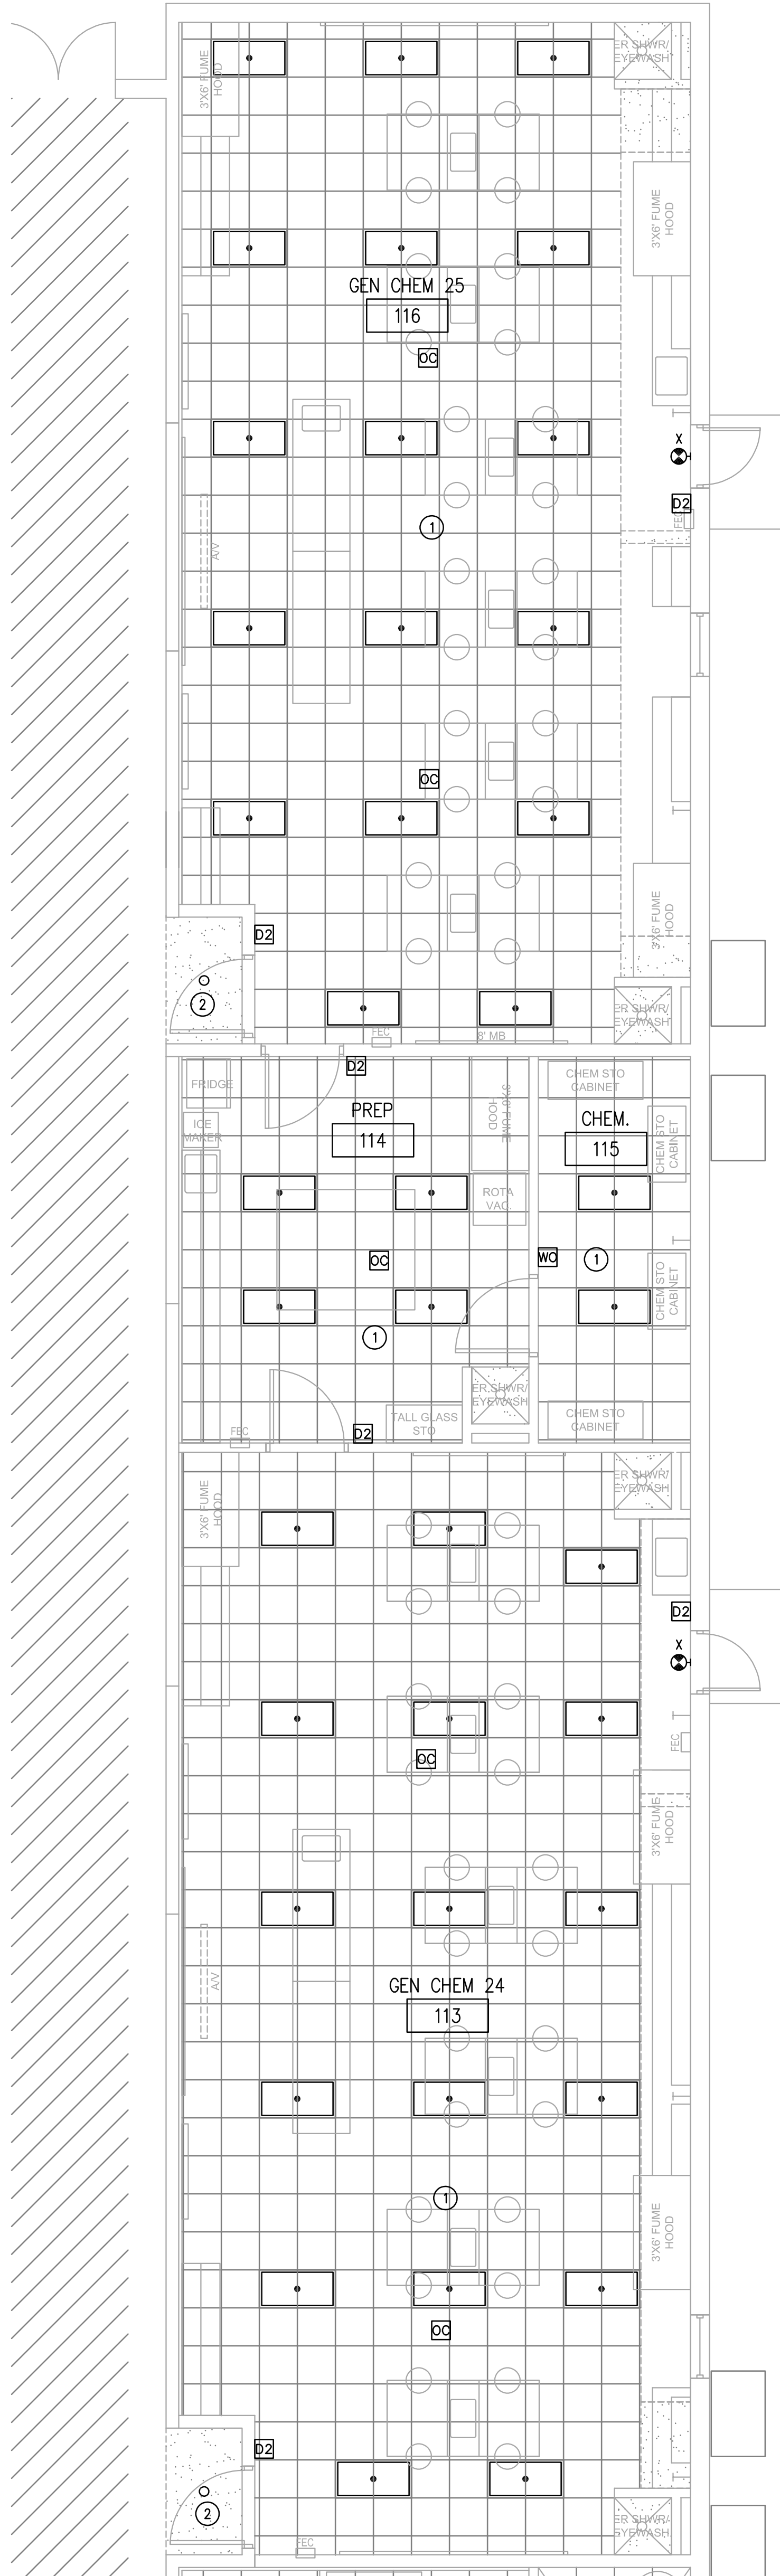 3'X6' FUME
HOOD
ER SHWR/
EYEWASH
3'X6' FUME
HOOD
GEN CHEM 25
116
OC
X
D2
FEC
A/V
1
OC
3'X6' FUME
HOOD
D2
2
ER SHWR/
EYEWASH
FEC
8' MB
D2
FRIDGE
3'X6' FUME
HOOD
CHEM STO
CABINET
PREP
114
CHEM.
115
ICE
MAKER
CHEM STO
CABINET
ROTA
VAC.
OC
WO
1
CHEM STO
CABINET
1
ER SHWR/
EYEWASH
TALL GLASS
STO
CHEM STO
CABINET
FEC
D2
3'X6' FUME
HOOD
ER SHWR/
EYEWASH
D2
X
FEC
OC
3'X6' FUME
HOOD
A/V
GEN CHEM 24
113
1
3'X6' FUME
HOOD
OC
D2
2
ER SHWR/
EYEWASH
FEC